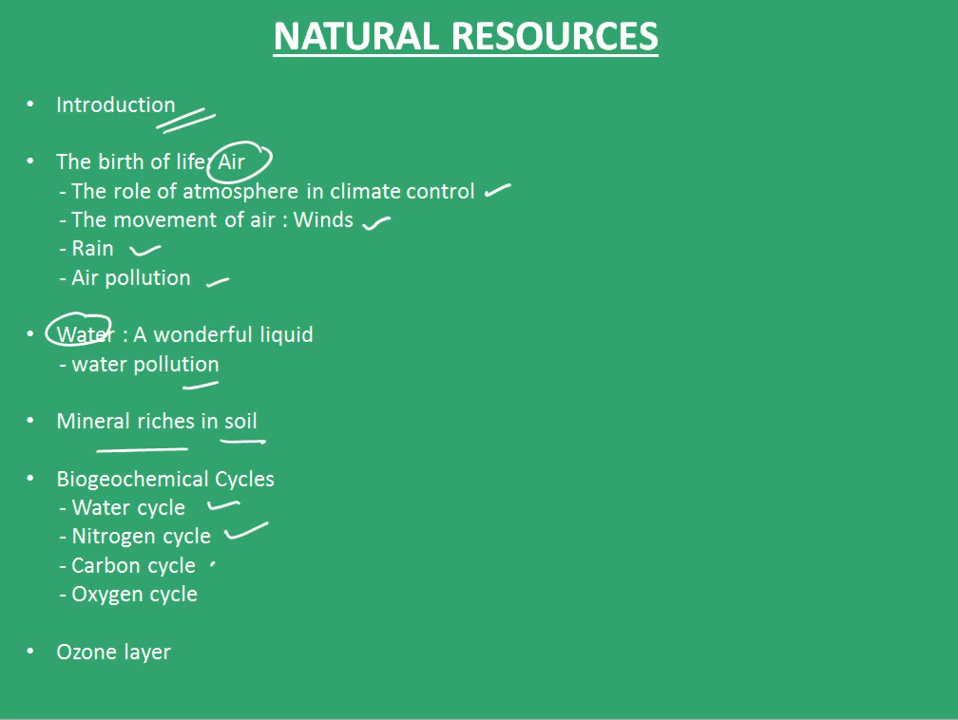 NATURAL RESOURCES
• Introduction
• The birth of life: Air
- The role of atmosphere in climate control
- The movement of air : Winds
- Rain
- Air pollution
• Water : A wonderful liquid
- water pollution
• Mineral riches in soil
• Biogeochemical Cycles
- Water cycle
- Nitrogen cycle
- Carbon cycle
- Oxygen cycle
• Ozone layer